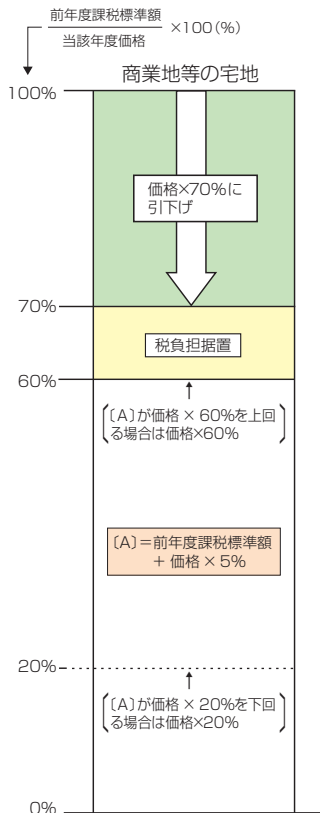 前年度課税標準額
当該年度価格
×100(%)
商業地等の宅地
100%
価格×70%に
引下げ
70%
税負担据置
60%
〔A〕が価格 × 60%を上回
る場合は価格×60%
〔A〕=前年度課税標準額
+ 価格 × 5%
20%
〔A〕が価格 × 20%を下回
る場合は価格×20%
0%